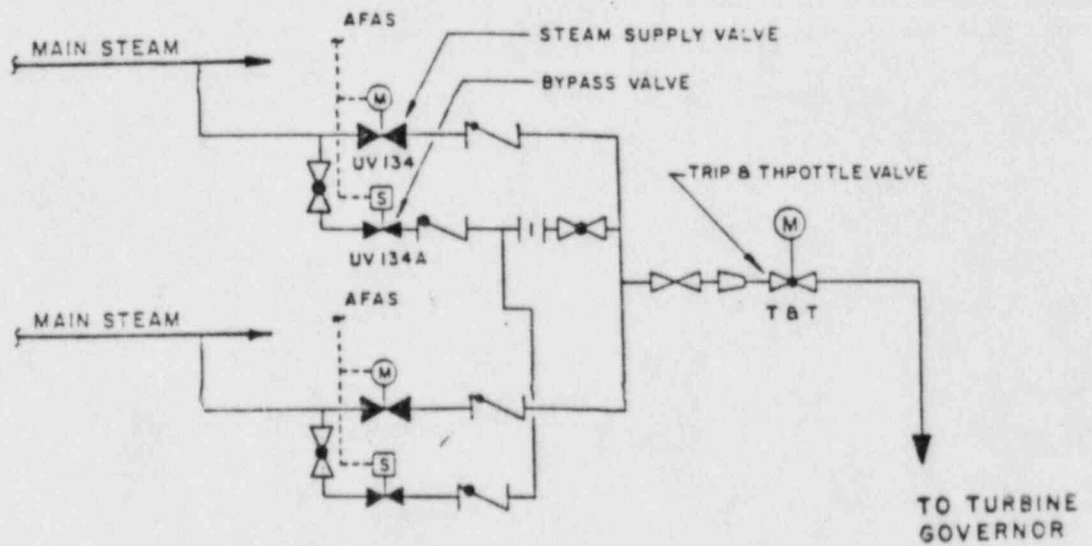 AFAS
MAIN STEAM
STEAM SUPPLY VALVE
BYPASS VALVE
M
UV 134
S
UV 134A
TRIP & THPOTTLE VALVE
M
T & T
AFAS
MAIN STEAM
M
S
TO TURBINE
GOVERNOR